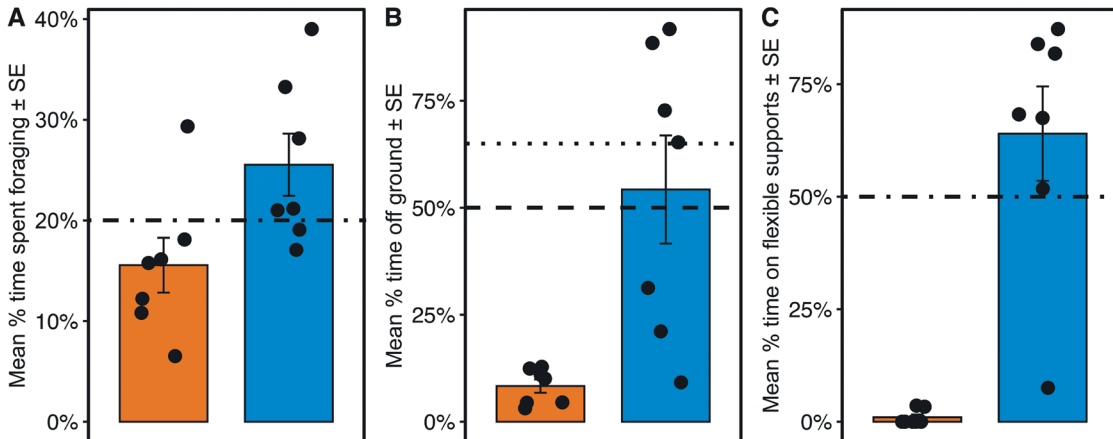 A
Mean % time spent foraging ± SE
40%
30%
20%
10%
0%
B
Mean % time off ground ± SE
75%
50%
25%
0%
C
Mean % time on flexible supports ± SE
75%
50%
25%
0%